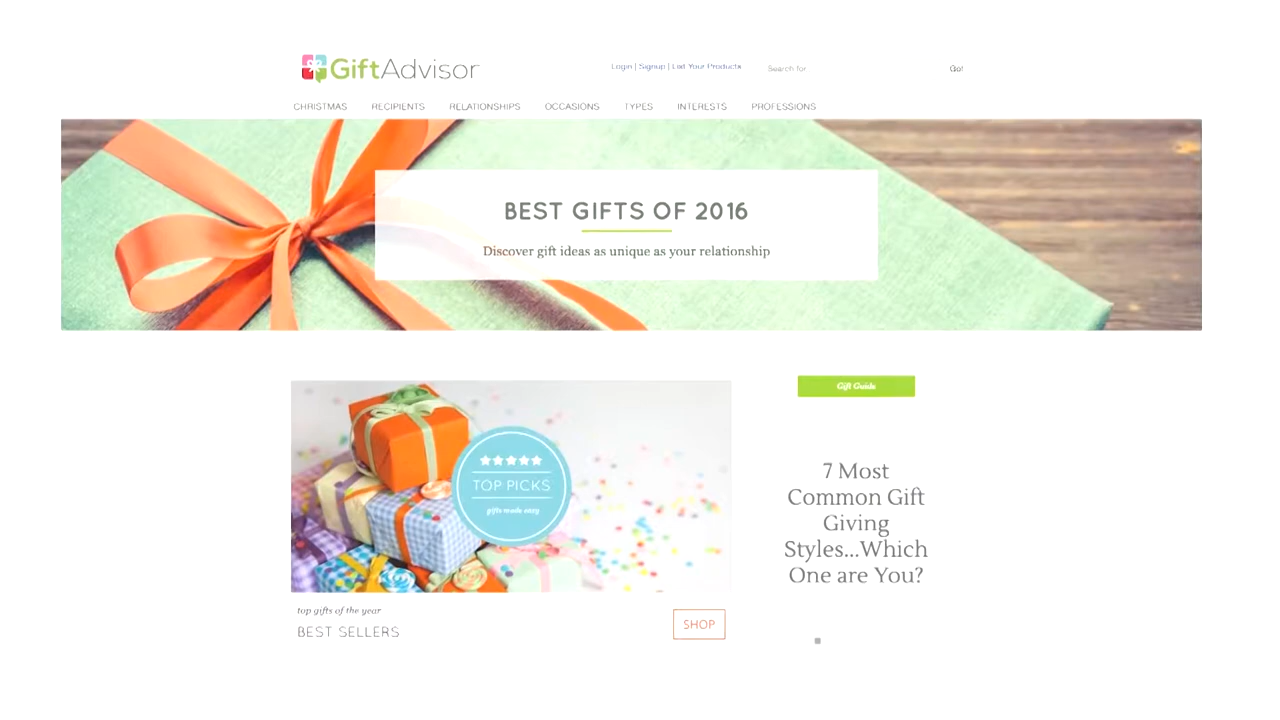 GiftAdvisor
Login | Signup | List Your Products
Search for
Go!
CHRISTMAS RECIPIENTS RELATIONSHIPS OCCASIONS TYPES INTERESTS PROFESSIONS
BEST GIFTS OF 2016
Discover gift ideas as unique as your relationship
TOP PICKS
gifts made easy
top gifts of the year
BEST SELLERS
SHOP
Gift Guide
7 Most
Common Gift
Giving
Styles...Which
One are You?